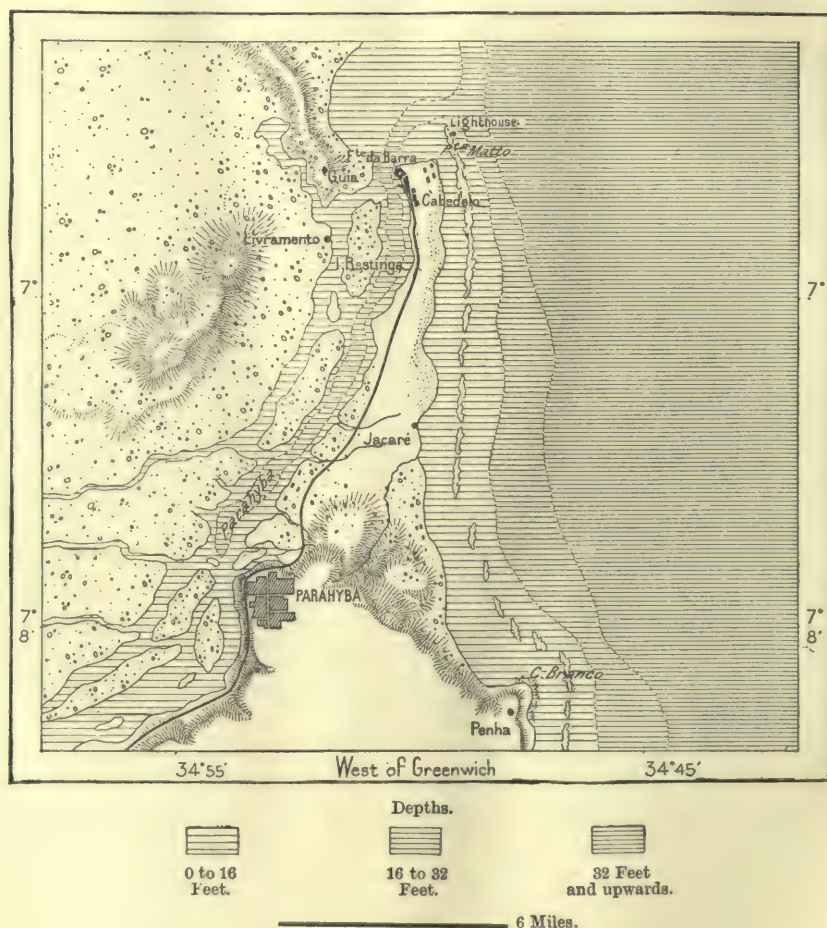 Lighthouse.
Pta Matto
Fte da Barra
Guia
Cabedelo
Livramento
I. Restinga
7°
7°
Jacaré
Parahyba
PARAHYBA
7°
8'
7°
8'
C. Branco
Penha
34°55'
West of Greenwich
34°45'
Depths.
0 to 16
Feet.
16 to 32
Feet.
32 Feet
and upwards.
6 Miles.